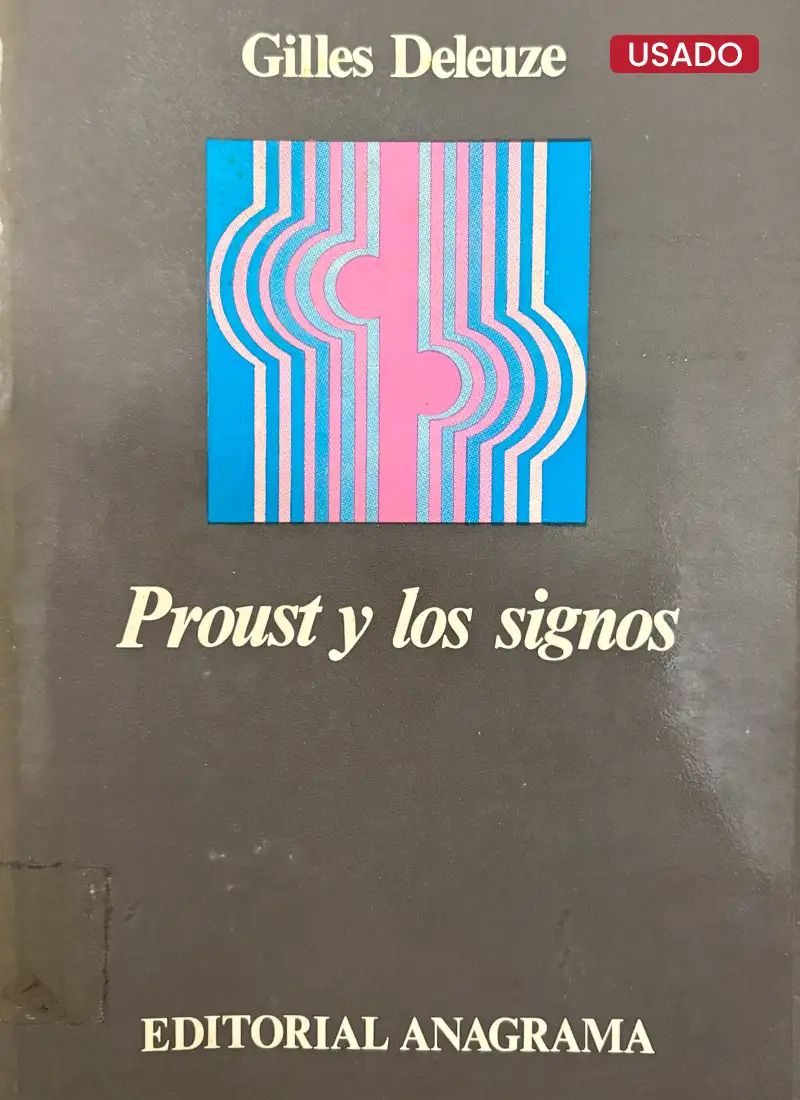 Gilles Deleuze
USADO
Proust y los signos
EDITORIAL ANAGRAMA